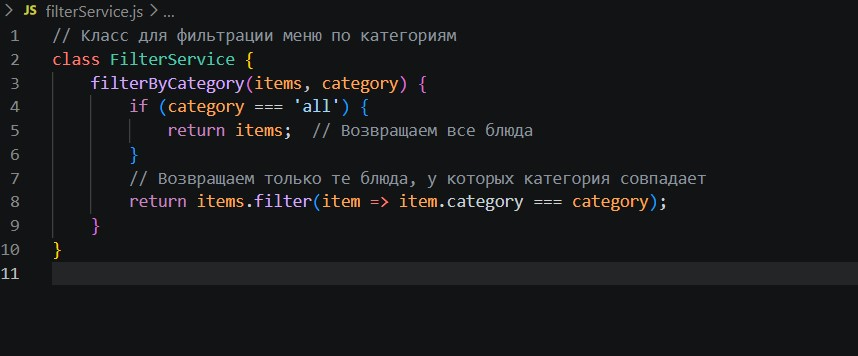 JS filterService.js > ...
1 // Класс для фильтрации меню по категориям
2 class FilterService {
3     filterByCategory(items, category) {
4         if (category === 'all') {
5             return items;  // Возвращаем все блюда
6         }
7         // Возвращаем только те блюда, у которых категория совпадает
8         return items.filter(item => item.category === category);
9     }
10 }
11